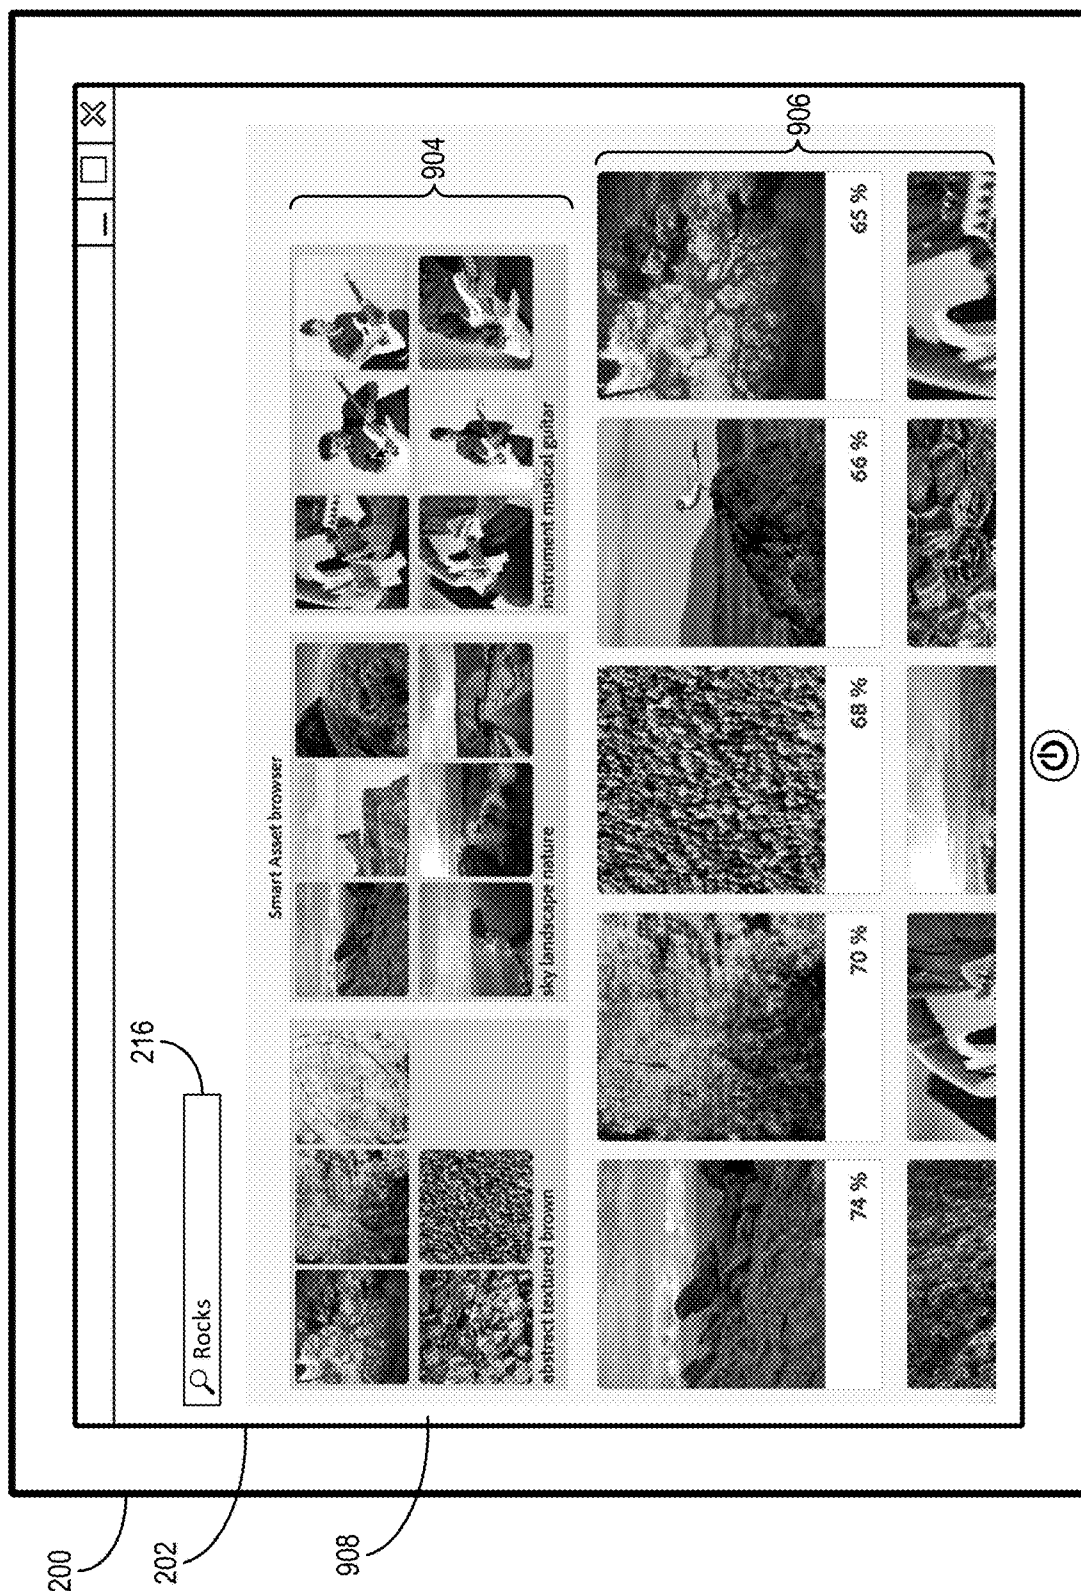 200
202
908
216
Rocks
Smart Asset browser
904
abstract textured brown
sky landscape nature
instrument musical guitar
906
74 %
70 %
68 %
66 %
65 %